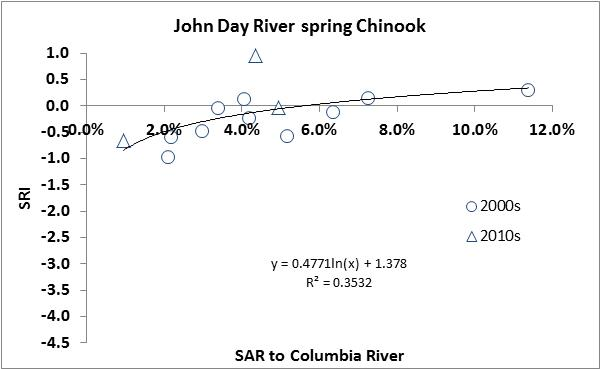 John Day River spring Chinook
1.0
0.5
0.0
-0.5
-1.0
-1.5
-2.0
-2.5
-3.0
-3.5
-4.0
-4.5
0.0% 2.0% 4.0% 6.0% 8.0% 10.0% 12.0%
SRI
2000s
2010s
y = 0.4771ln(x) + 1.378
R² = 0.3532
SAR to Columbia River